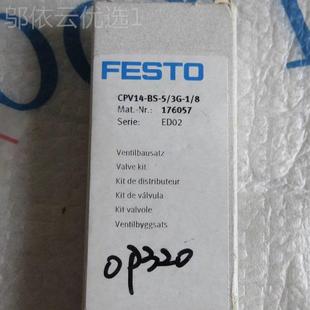 邬依云优选1
FESTO
CPV14-BS-5/3G-1/8
Mat.-Nr.: 176057
Serie: ED02
Ventilbausatz
Valve kit
Kit de distributeur
Kit de válvula
Kit valvole
Ventilbyggsats
OP320